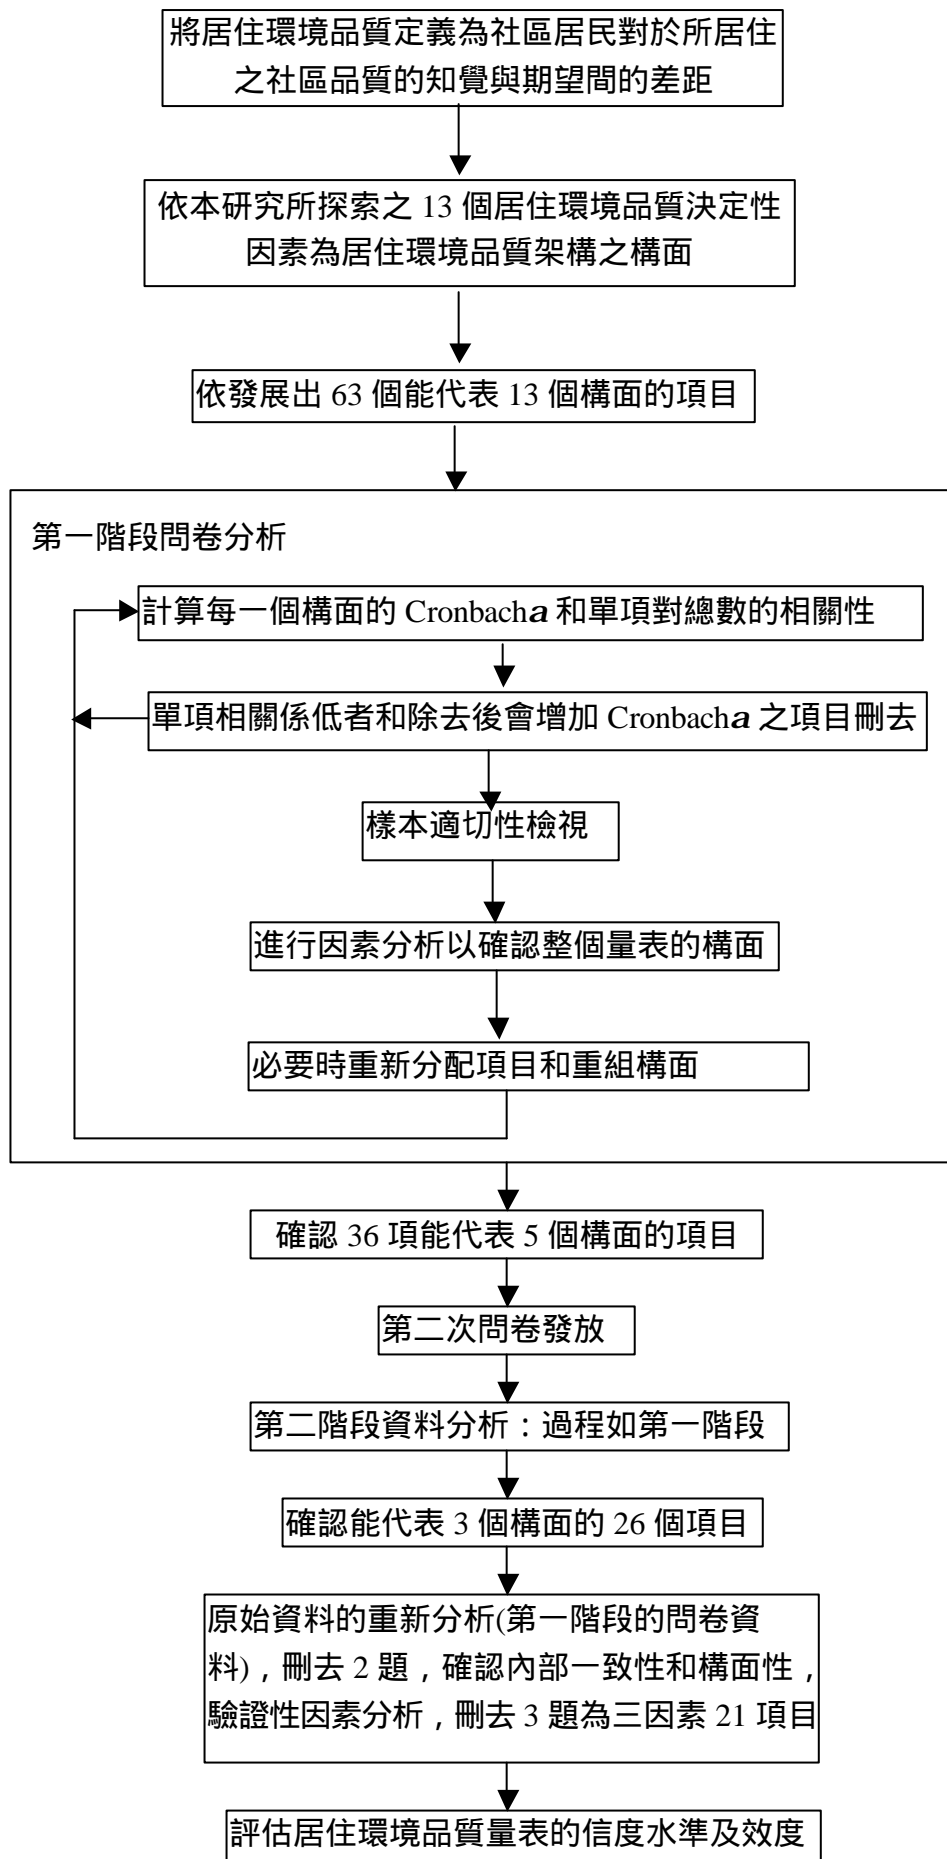 將居住環境品質定義為社區居民對於所居住
之社區品質的知覺與期望間的差距
依本研究所探索之 13 個居住環境品質決定性
因素為居住環境品質架構之構面
依發展出 63 個能代表 13 個構面的項目
第一階段問卷分析
計算每一個構面的 Cronbacha 和單項對總數的相關性
單項相關係低者和除去後會增加 Cronbacha 之項目刪去
樣本適切性檢視
進行因素分析以確認整個量表的構面
必要時重新分配項目和重組構面
確認 36 項能代表 5 個構面的項目
第二次問卷發放
第二階段資料分析：過程如第一階段
確認能代表 3 個構面的 26 個項目
原始資料的重新分析(第一階段的問卷資
料)，刪去 2 題，確認內部一致性和構面性，
驗證性因素分析，刪去 3 題為三因素 21 項目
評估居住環境品質量表的信度水準及效度